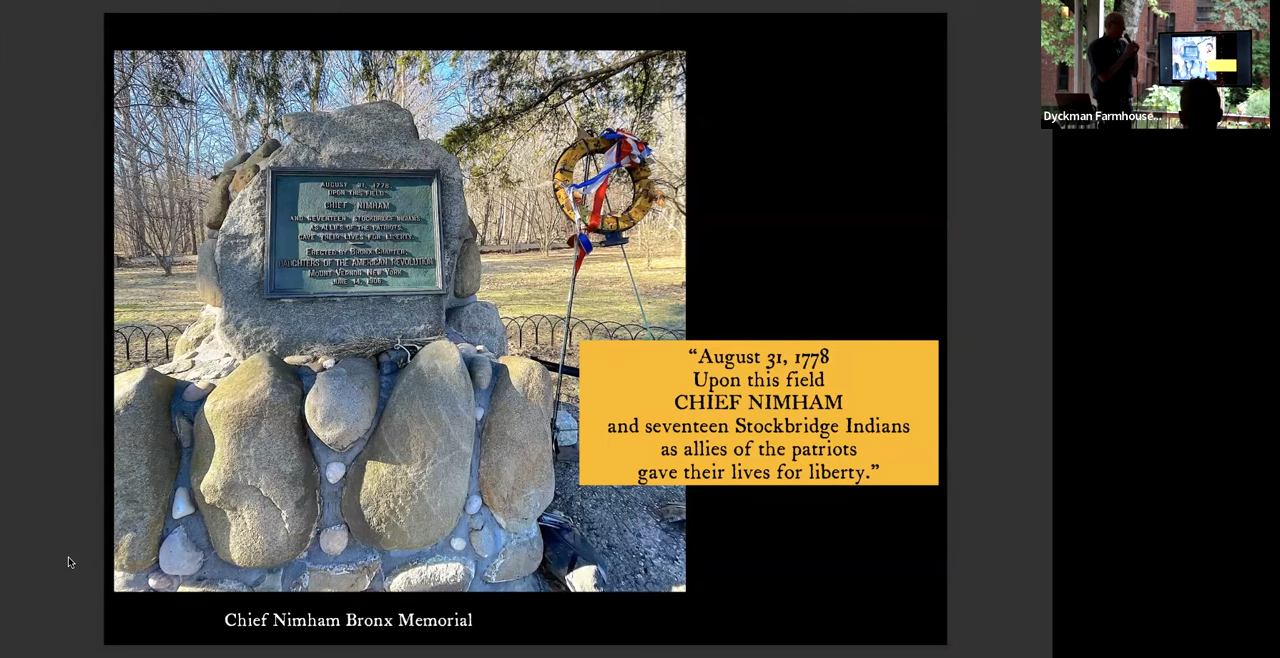 AUGUST 31, 1778
UPON THIS FIELD
CHIEF NIMHAM
AND SEVENTEEN STOCKBRIDGE INDIANS
AS ALLIES OF THE PATRIOTS,
GAVE THEIR LIVES FOR LIBERTY.
ERECTED BY BRONX CHAPTER,
DAUGHTERS OF THE AMERICAN REVOLUTION
MOUNT VERNON, NEW YORK
JUNE 14, 1906
“August 31, 1778
Upon this field
CHIEF NIMHAM
and seventeen Stockbridge Indians
as allies of the patriots
gave their lives for liberty.”
Chief Nimham Bronx Memorial
Dyckman Farmhouse...